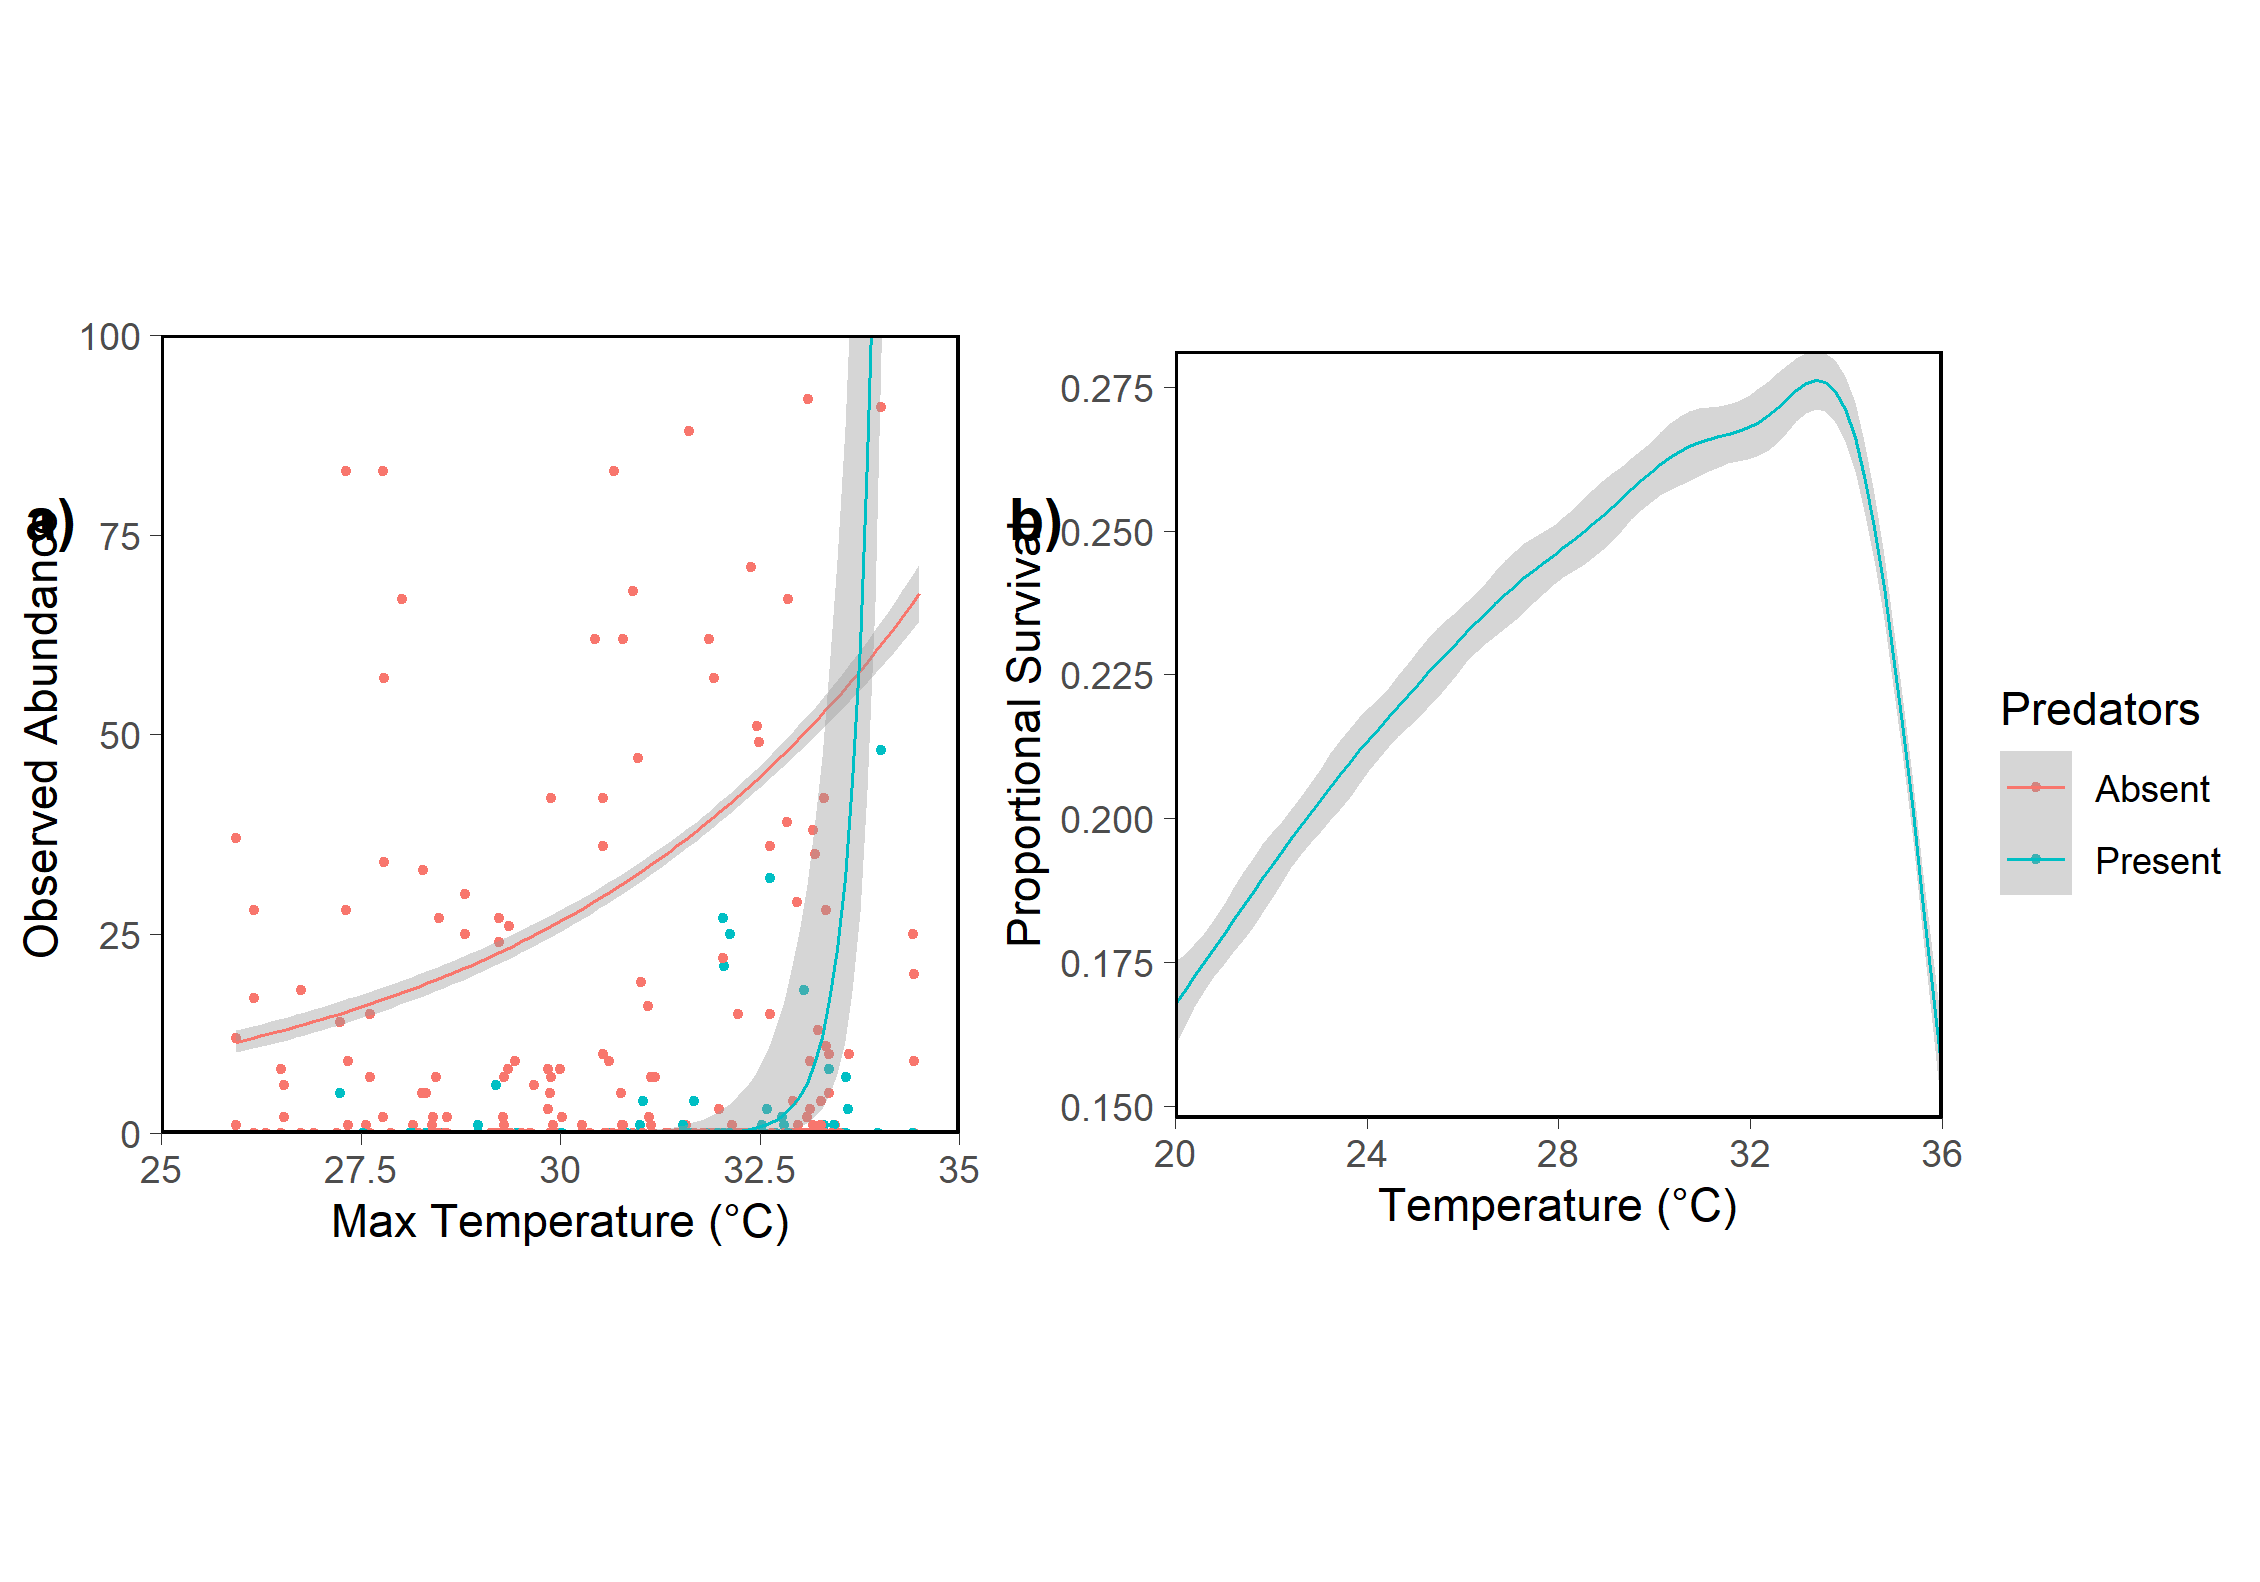 a)
Observed Abundance
100
75
50
25
0
25 27.5 30 32.5 35
Max Temperature (°C)
b)
Proportional Survival
0.275
0.250
0.225
0.200
0.175
0.150
20 24 28 32 36
Temperature (°C)
Predators
Absent
Present